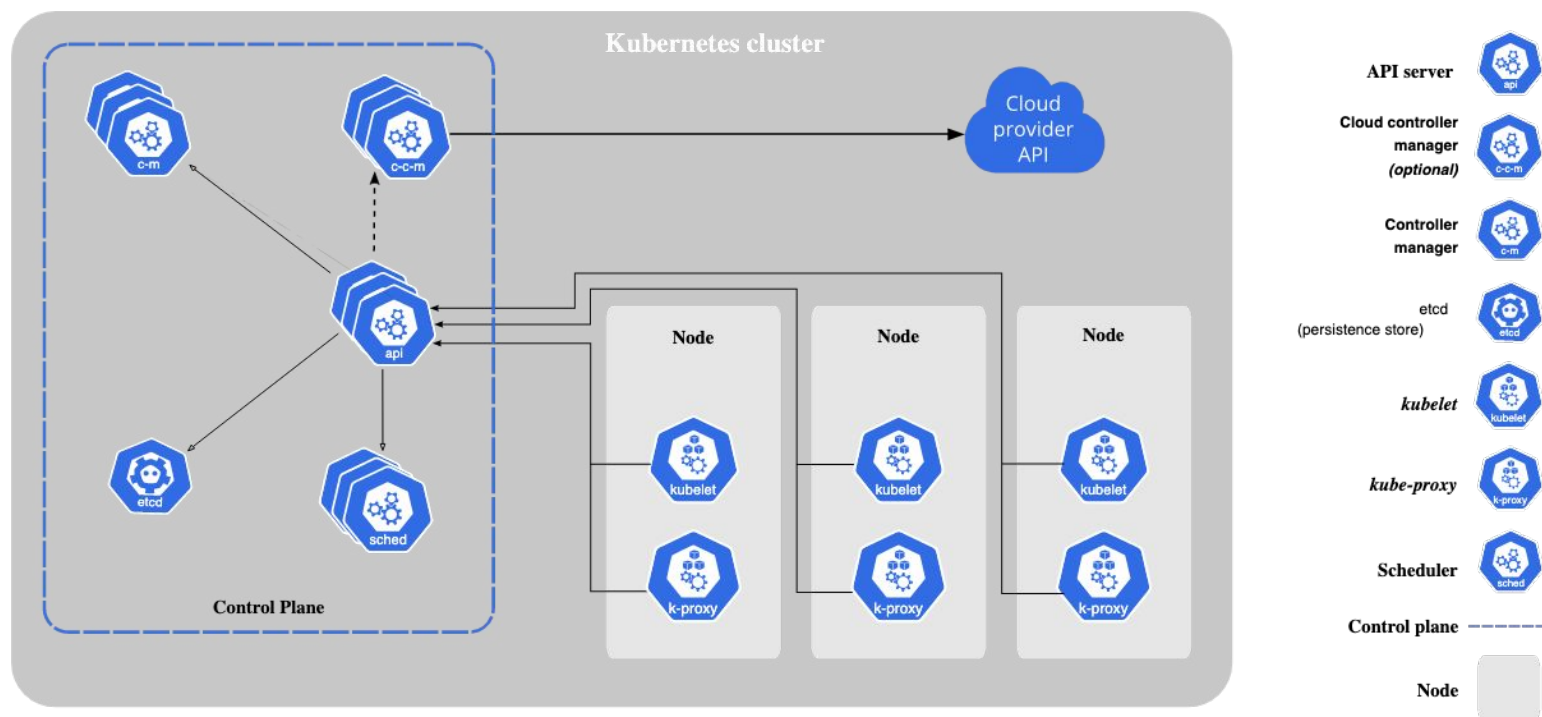 Kubernetes cluster
c-m
c-c-m
Cloud
provider
API
api
etcd
sched
Control Plane
Node
kubelet
k-proxy
Node
kubelet
k-proxy
Node
kubelet
k-proxy
API server
api
Cloud controller
manager
(optional)
c-c-m
Controller
manager
c-m
etcd
(persistence store)
etcd
kubelet
kubelet
kube-proxy
k-proxy
Scheduler
sched
Control plane
Node